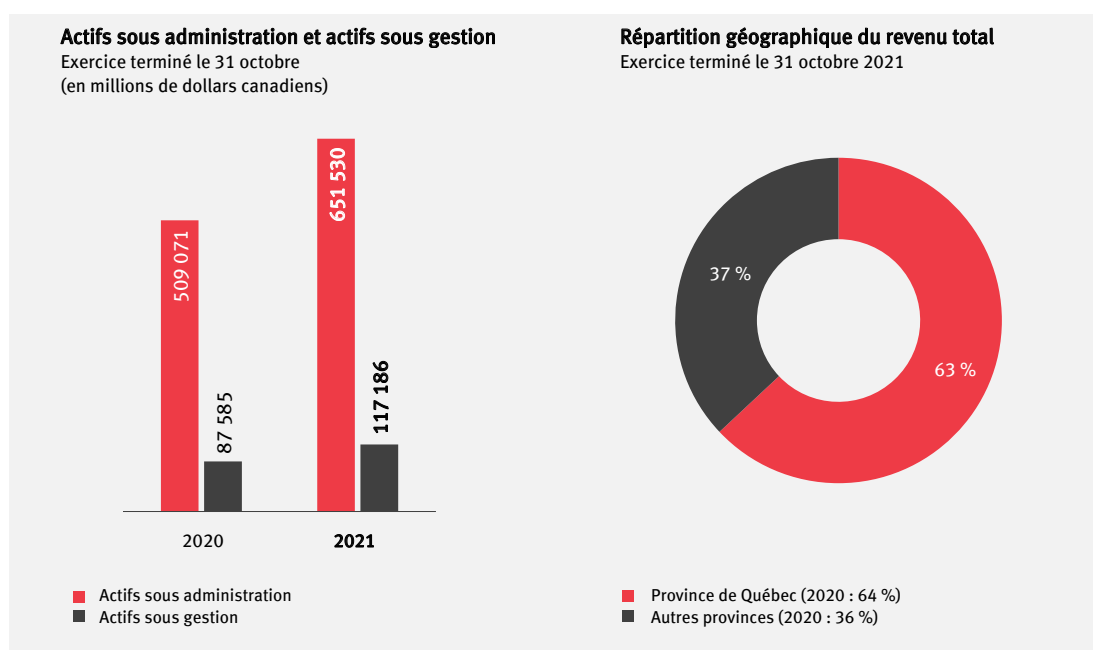 Actifs sous administration et actifs sous gestion
Exercice terminé le 31 octobre
(en millions de dollars canadiens)
509 071
87 585
651 530
117 186
2020
2021
Actifs sous administration
Actifs sous gestion
Répartition géographique du revenu total
Exercice terminé le 31 octobre 2021
37 %
63 %
Province de Québec (2020 : 64 %)
Autres provinces (2020 : 36 %)